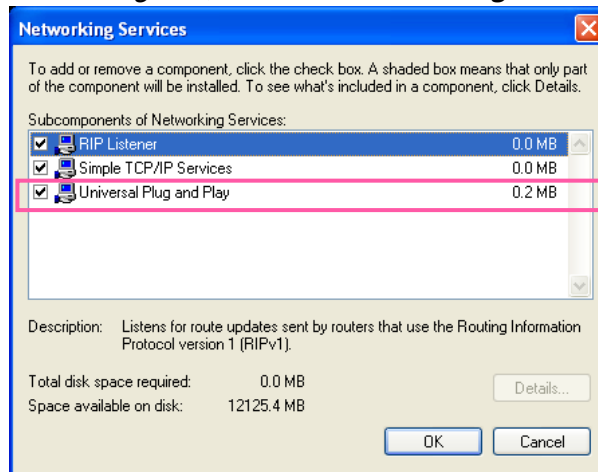 Networking Services
To add or remove a component, click the check box. A shaded box means that only part
of the component will be installed. To see what's included in a component, click Details.
Subcomponents of Networking Services:
RIP Listener 0.0 MB
Simple TCP/IP Services 0.0 MB
Universal Plug and Play 0.2 MB
Description: Listens for route updates sent by routers that use the Routing Information
Protocol version 1 (RIPv1).
Total disk space required: 0.0 MB
Details...
Space available on disk: 12125.4 MB
OK Cancel